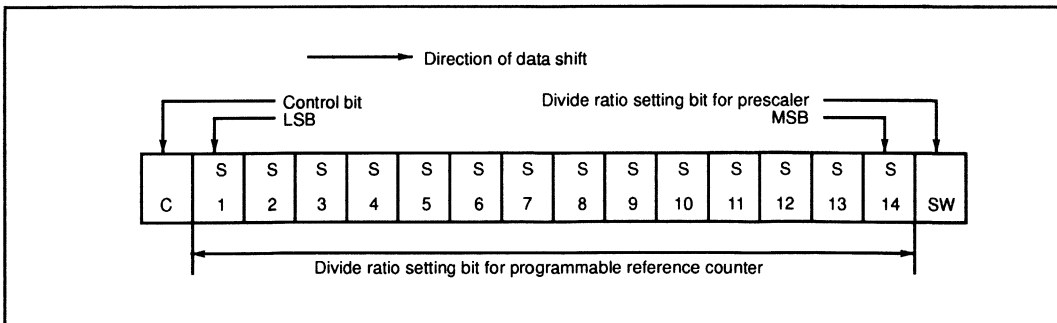 Direction of data shift
Control bit
Divide ratio setting bit for prescaler
LSB
MSB
S S S S S S S S S S S S S S
C 1 2 3 4 5 6 7 8 9 10 11 12 13 14 SW
Divide ratio setting bit for programmable reference counter